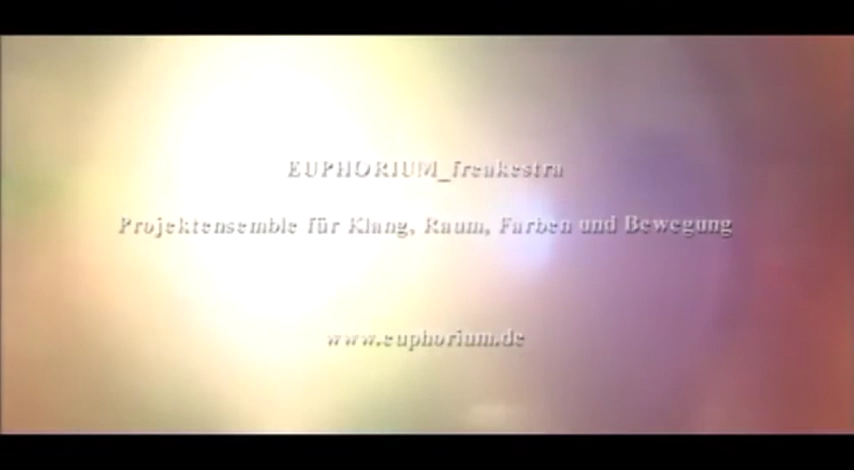 EUPHORIUM_freakestra
Projektensemble für Klang, Raum, Farben und Bewegung
www.euphorium.de